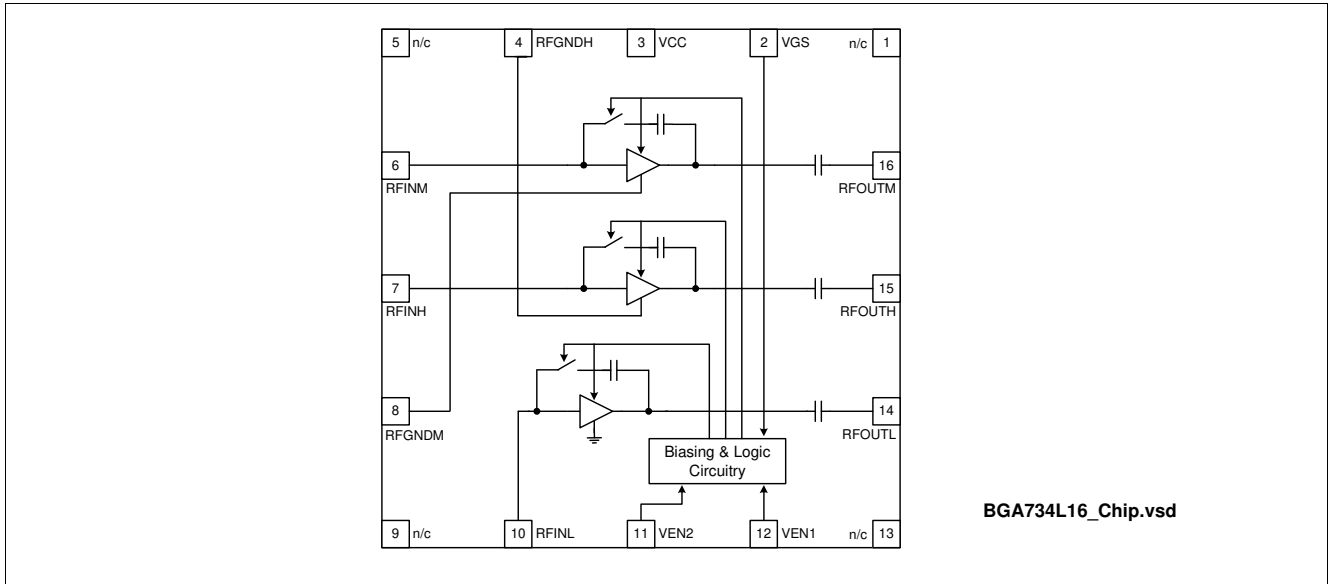 5 n/c 4 RFGNDH 3 VCC 2 VGS n/c 1
6 16
RFINM RFOUTM
7 15
RFINH RFOUTH
8 14
RFGNDM RFOUTL
Biasing & Logic
Circuitry
BGA734L16_Chip.vsd
9 n/c 10 RFINL 11 VEN2 12 VEN1 n/c 13